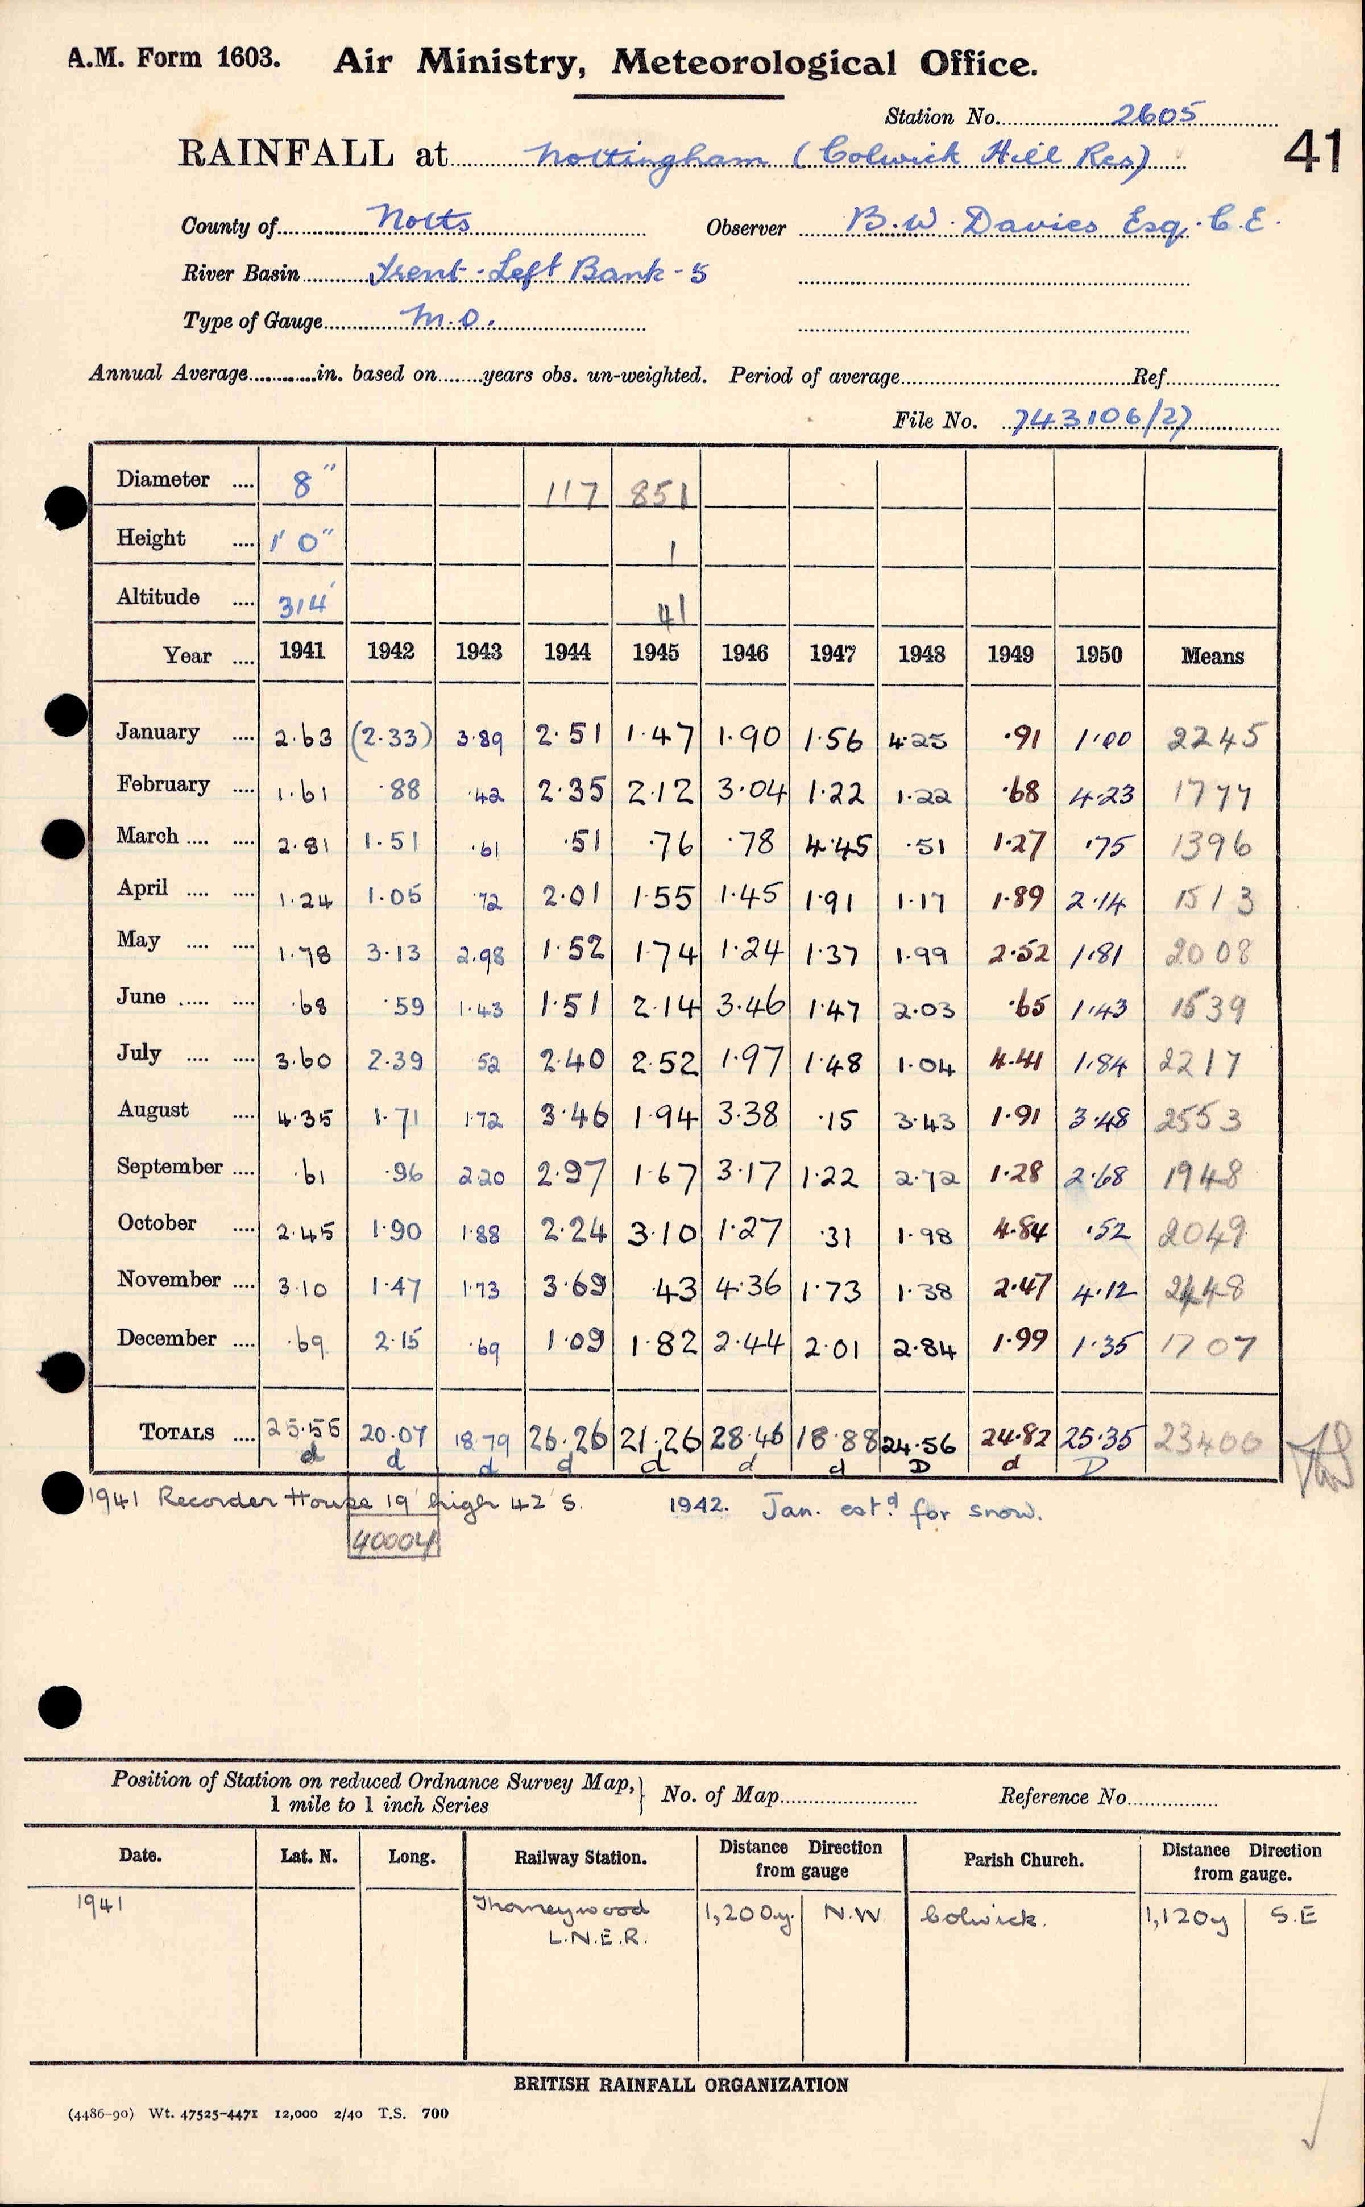 A.M. Form 1603. Air Ministry, Meteorological Office.
Station No. 2605
RAINFALL at Nottingham (Colwick Hill Res) 41
County of Notts Observer B.W. Davies Esq. C.E.
River Basin Trent-Left Bank-5
Type of Gauge M.O.
Annual Average............in. based on........years obs. un-weighted. Period of average Ref.
File No. 743106/27
Diameter .... 8" 117 851
Height .... 1' 0" 1
Altitude .... 314' 41
Year .... 1941 1942 1943 1944 1945 1946 1947 1948 1949 1950 Means
January .... 2.63 (2.33) 3.89 2.51 1.47 1.90 1.56 4.25 .91 1.00 2245
February .... 1.61 .88 .42 2.35 2.12 3.04 1.22 1.22 .68 4.23 1777
March .... .... 2.81 1.51 .61 .51 .76 .78 4.45 .51 1.27 .75 1396
April .... .... 1.24 1.05 .72 2.01 1.55 1.45 1.91 1.17 1.89 2.14 1513
May .... .... 1.78 3.13 2.98 1.52 1.74 1.24 1.37 1.99 2.52 1.81 2008
June .... .... .68 .59 1.43 1.51 2.14 3.46 1.47 2.03 .65 1.43 1539
July .... .... 3.60 2.39 52 2.40 2.52 1.97 1.48 1.04 4.41 1.84 2217
August .... 4.35 1.71 1.72 3.46 1.94 3.38 .15 3.43 1.91 3.48 2553
September .... .61 .96 2.20 2.97 1.67 3.17 1.22 2.72 1.28 2.68 1948
October .... 2.45 1.90 1.88 2.24 3.10 1.27 .31 1.98 4.84 .52 2049
November .... 3.10 1.47 1.73 3.69 .43 4.36 1.73 1.38 2.47 4.12 2448
December .... .69 2.15 .69 1.09 1.82 2.44 2.01 2.84 1.99 1.35 1707
TOTALS .... 25.55 20.07 18.79 26.26 21.26 28.46 18.88 24.56 24.82 25.35 23400
d d d d d d d D d D
1941 Recorder House 19' high 42' S. 1942. Jan. estd. for snow.
40004
Position of Station on reduced Ordnance Survey Map,} No. of Map Reference No.
1 mile to 1 inch Series
Date. Lat. N. Long. Railway Station. Distance Direction from gauge Parish Church. Distance Direction from gauge.
1941 Thorneywood 1,200y. N.W Colwick. 1,120y S.E
L.N.E.R.
BRITISH RAINFALL ORGANIZATION
(4486-90) Wt. 47525-4471 12,000 2/40 T.S. 700